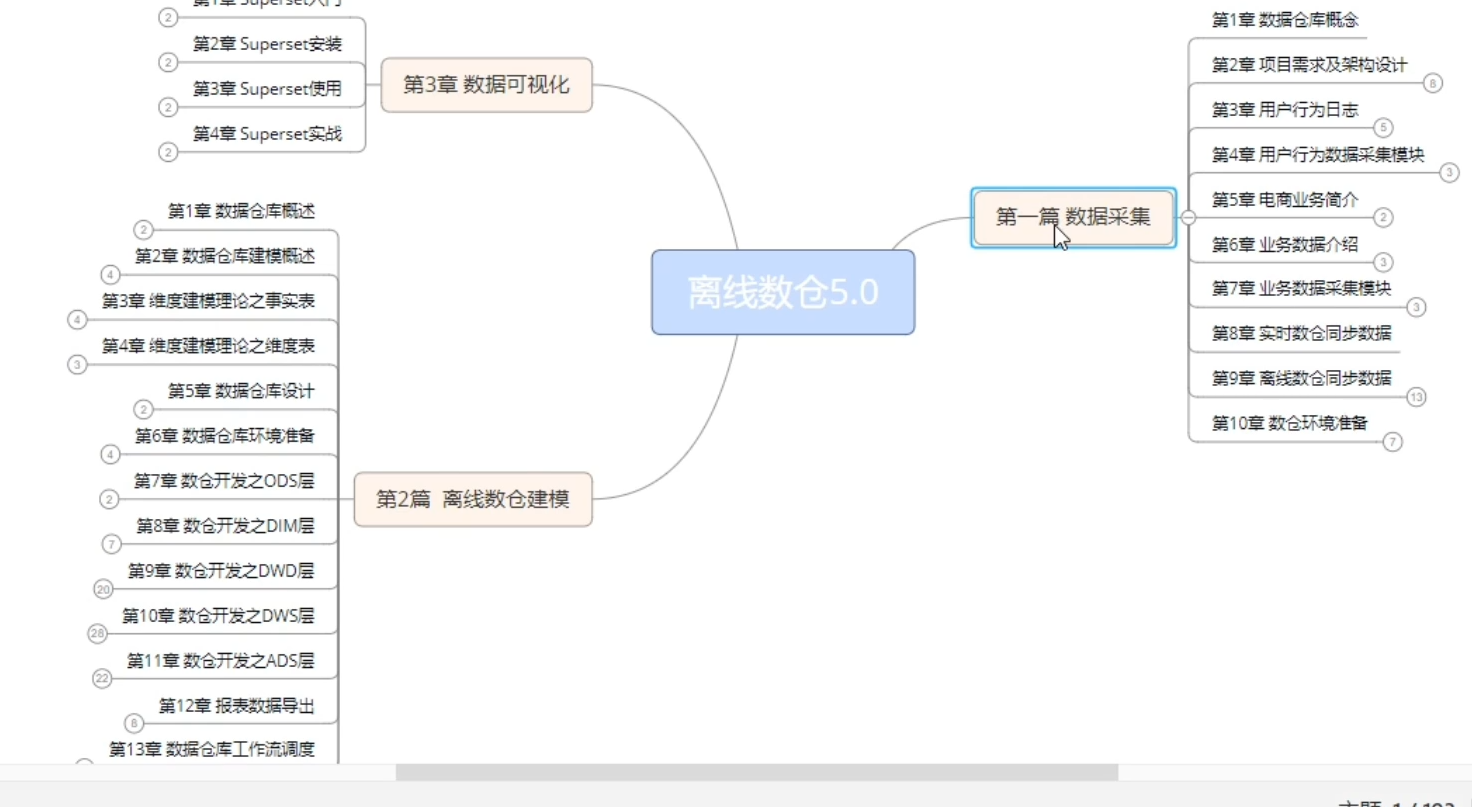 第1章 Superset入门
2
第2章 Superset安装
2
第3章 Superset使用
2
第4章 Superset实战
2
第3章 数据可视化
第1章 数据仓库概念
第2章 项目需求及架构设计
8
第3章 用户行为日志
5
第4章 用户行为数据采集模块
3
第5章 电商业务简介
2
第6章 业务数据介绍
3
第7章 业务数据采集模块
3
第8章 实时数仓同步数据
第9章 离线数仓同步数据
13
第10章 数仓环境准备
7
第一篇 数据采集
离线数仓5.0
第1章 数据仓库概述
2
第2章 数据仓库建模概述
4
第3章 维度建模理论之事实表
4
第4章 维度建模理论之维度表
3
第5章 数据仓库设计
2
第6章 数据仓库环境准备
4
第7章 数仓开发之ODS层
2
第8章 数仓开发之DIM层
7
第9章 数仓开发之DWD层
20
第10章 数仓开发之DWS层
28
第11章 数仓开发之ADS层
22
第12章 报表数据导出
8
第13章 数据仓库工作流调度
第2篇 离线数仓建模